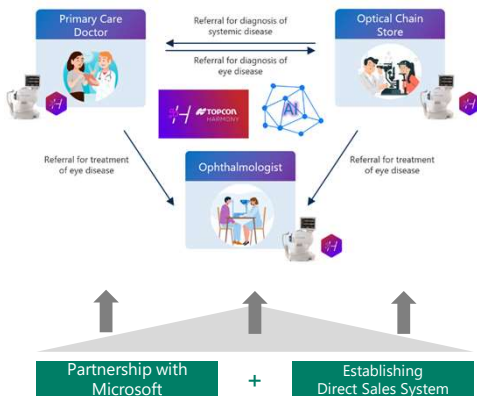 Primary Care
Doctor
Referral for diagnosis of
systemic disease
Optical Chain
Store
Referral for diagnosis of
eye disease
TOPCON
HARMONY
AI
Referral for treatment
of eye disease
Ophthalmologist
Referral for treatment
of eye disease
Partnership with
Microsoft
+
Establishing
Direct Sales System